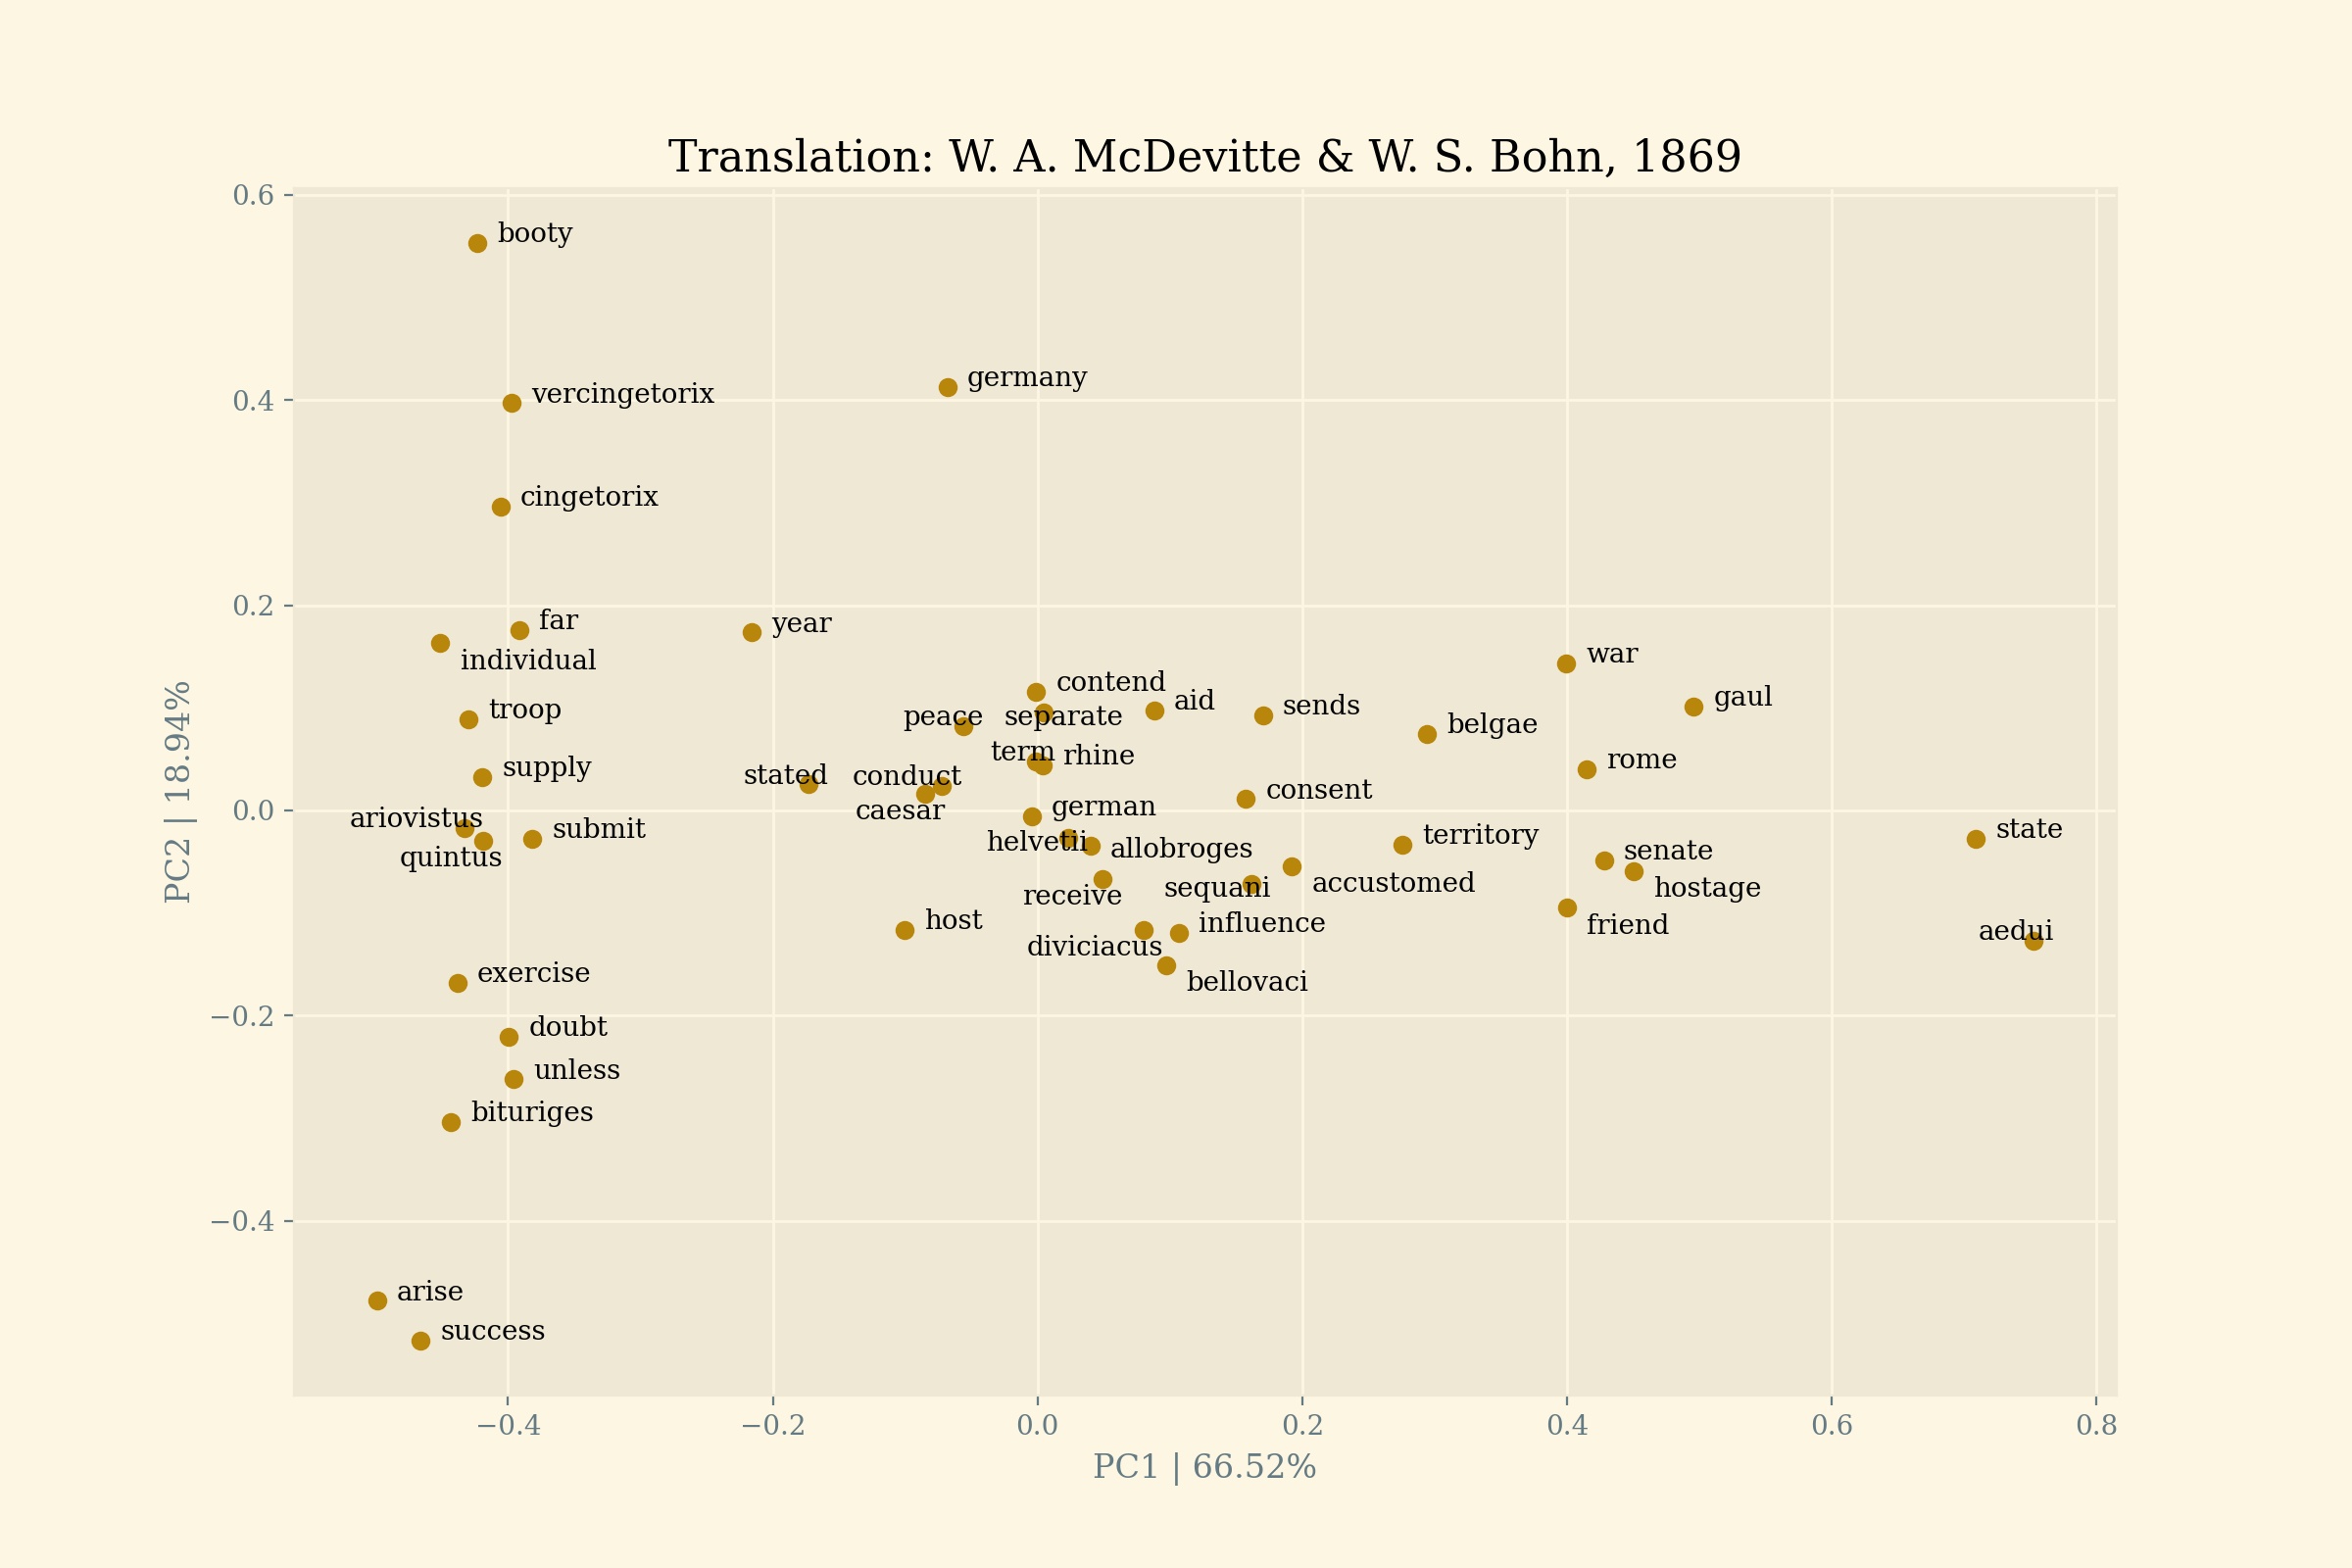 Translation: W. A. McDevitte & W. S. Bohn, 1869
0.6
booty
germany
vercingetorix
0.4
cingetorix
0.2
far
year
individual
war
contend
gaul
aid
troop
sends
peace
separate
belgae
term
rhine
rome
supply
stated
conduct
consent
0.0
caesar
german
ariovistus
submit
state
helvetii
territory
allobroges
senate
quintus
accustomed
sequani
hostage
receive
host
influence
friend
aedui
diviciacus
exercise
bellovaci
−0.2
doubt
unless
bituriges
−0.4
arise
success
PC2 | 18.94%
−0.4
−0.2
0.0
0.2
0.4
0.6
0.8
PC1 | 66.52%